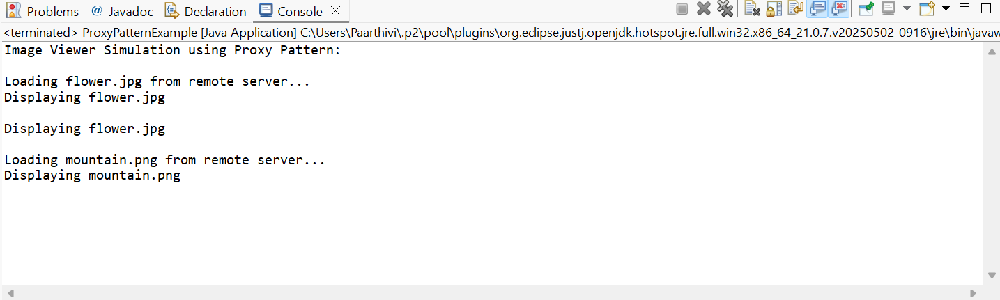 Problems @ Javadoc Declaration Console
<terminated> ProxyPatternExample [Java Application] C:\Users\Paarthivi\.p2\pool\plugins\org.eclipse.justj.openjdk.hotspot.jre.full.win32.x86_64_21.0.7.v20250502-0916\jre\bin\javaw
Image Viewer Simulation using Proxy Pattern:
Loading flower.jpg from remote server...
Displaying flower.jpg
Displaying flower.jpg
Loading mountain.png from remote server...
Displaying mountain.png